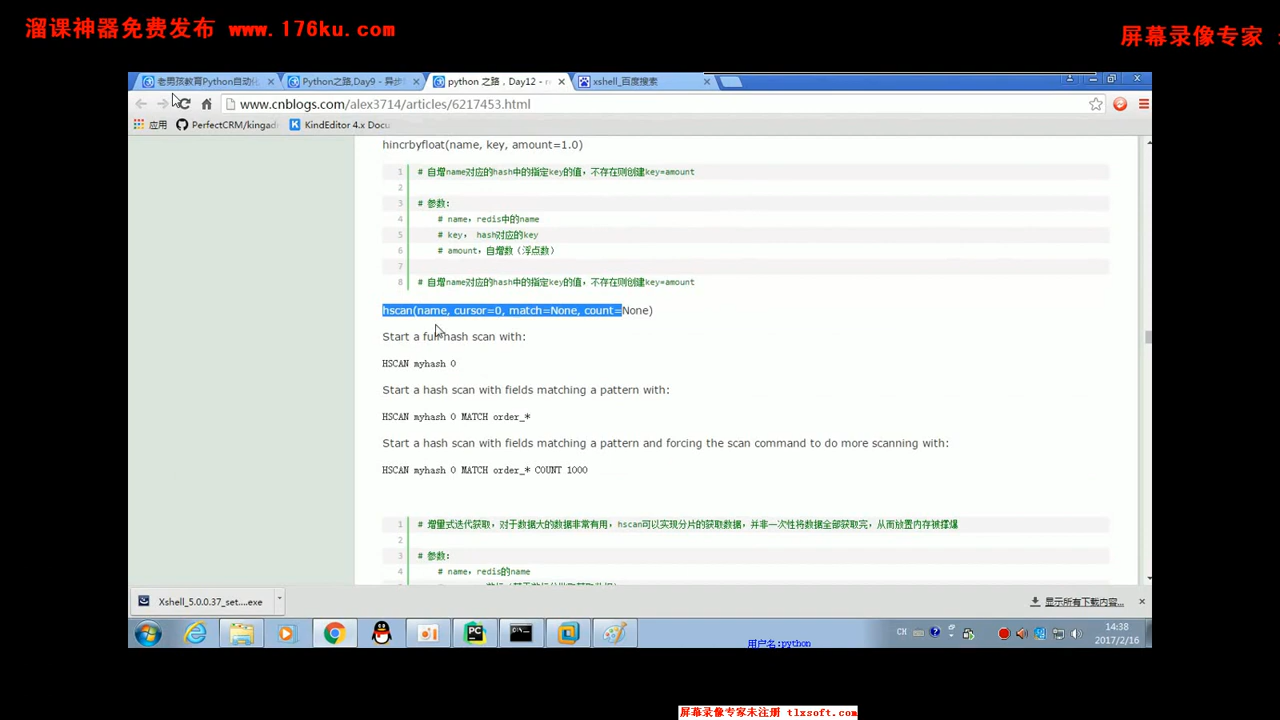 溜课神器免费发布 www.176ku.com
屏幕录像专家
老男孩教育Python自动化
Python之路,Day9 - 异步
python 之路，Day12 - r
xshell_百度搜索
www.cnblogs.com/alex3714/articles/6217453.html
应用
PerfectCRM/kingad
KindEditor 4.x Docu
hincrbyfloat(name, key, amount=1.0)
1 # 自增name对应的hash中的指定key的值，不存在则创建key=amount
2
3 # 参数:
4 # name，redis中的name
5 # key， hash对应的key
6 # amount，自增数（浮点数）
7
8 # 自增name对应的hash中的指定key的值，不存在则创建key=amount
hscan(name, cursor=0, match=None, count=None)
Start a full hash scan with:
HSCAN myhash 0
Start a hash scan with fields matching a pattern with:
HSCAN myhash 0 MATCH order_*
Start a hash scan with fields matching a pattern and forcing the scan command to do more scanning with:
HSCAN myhash 0 MATCH order_* COUNT 1000
1 # 增量式迭代获取，对于数据大的数据非常有用，hscan可以实现分片的获取数据，并非一次性将数据全部获取完，从而放置内存被撑爆
2
3 # 参数:
4 # name，redis的name
Xshell_5.0.0.37_set....exe
显示所有下载内容...
CH
14:38
2017/2/16
用户名:python
屏幕录像专家未注册 tlxsoft.com